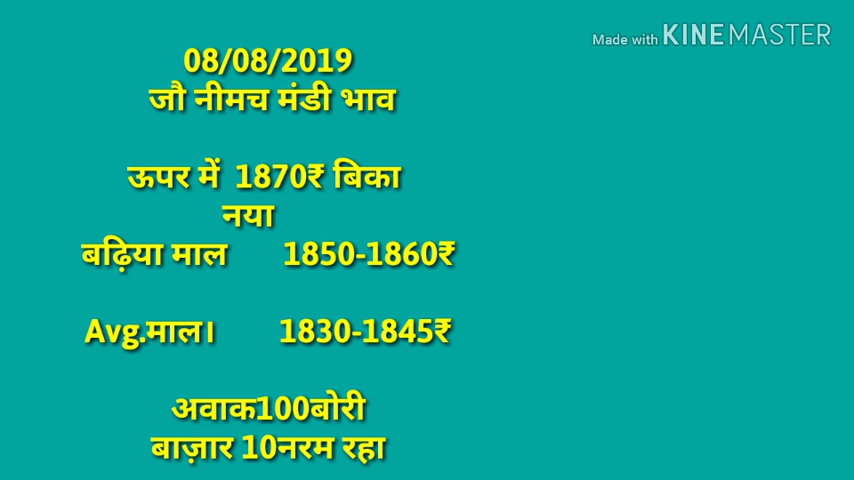 Made with KINEMASTER
08/08/2019
जौ नीमच मंडी भाव
ऊपर में 1870₹ बिका
नया
बढ़िया माल 1850-1860₹
Avg.माल। 1830-1845₹
अवाक100बोरी
बाज़ार 10नरम रहा